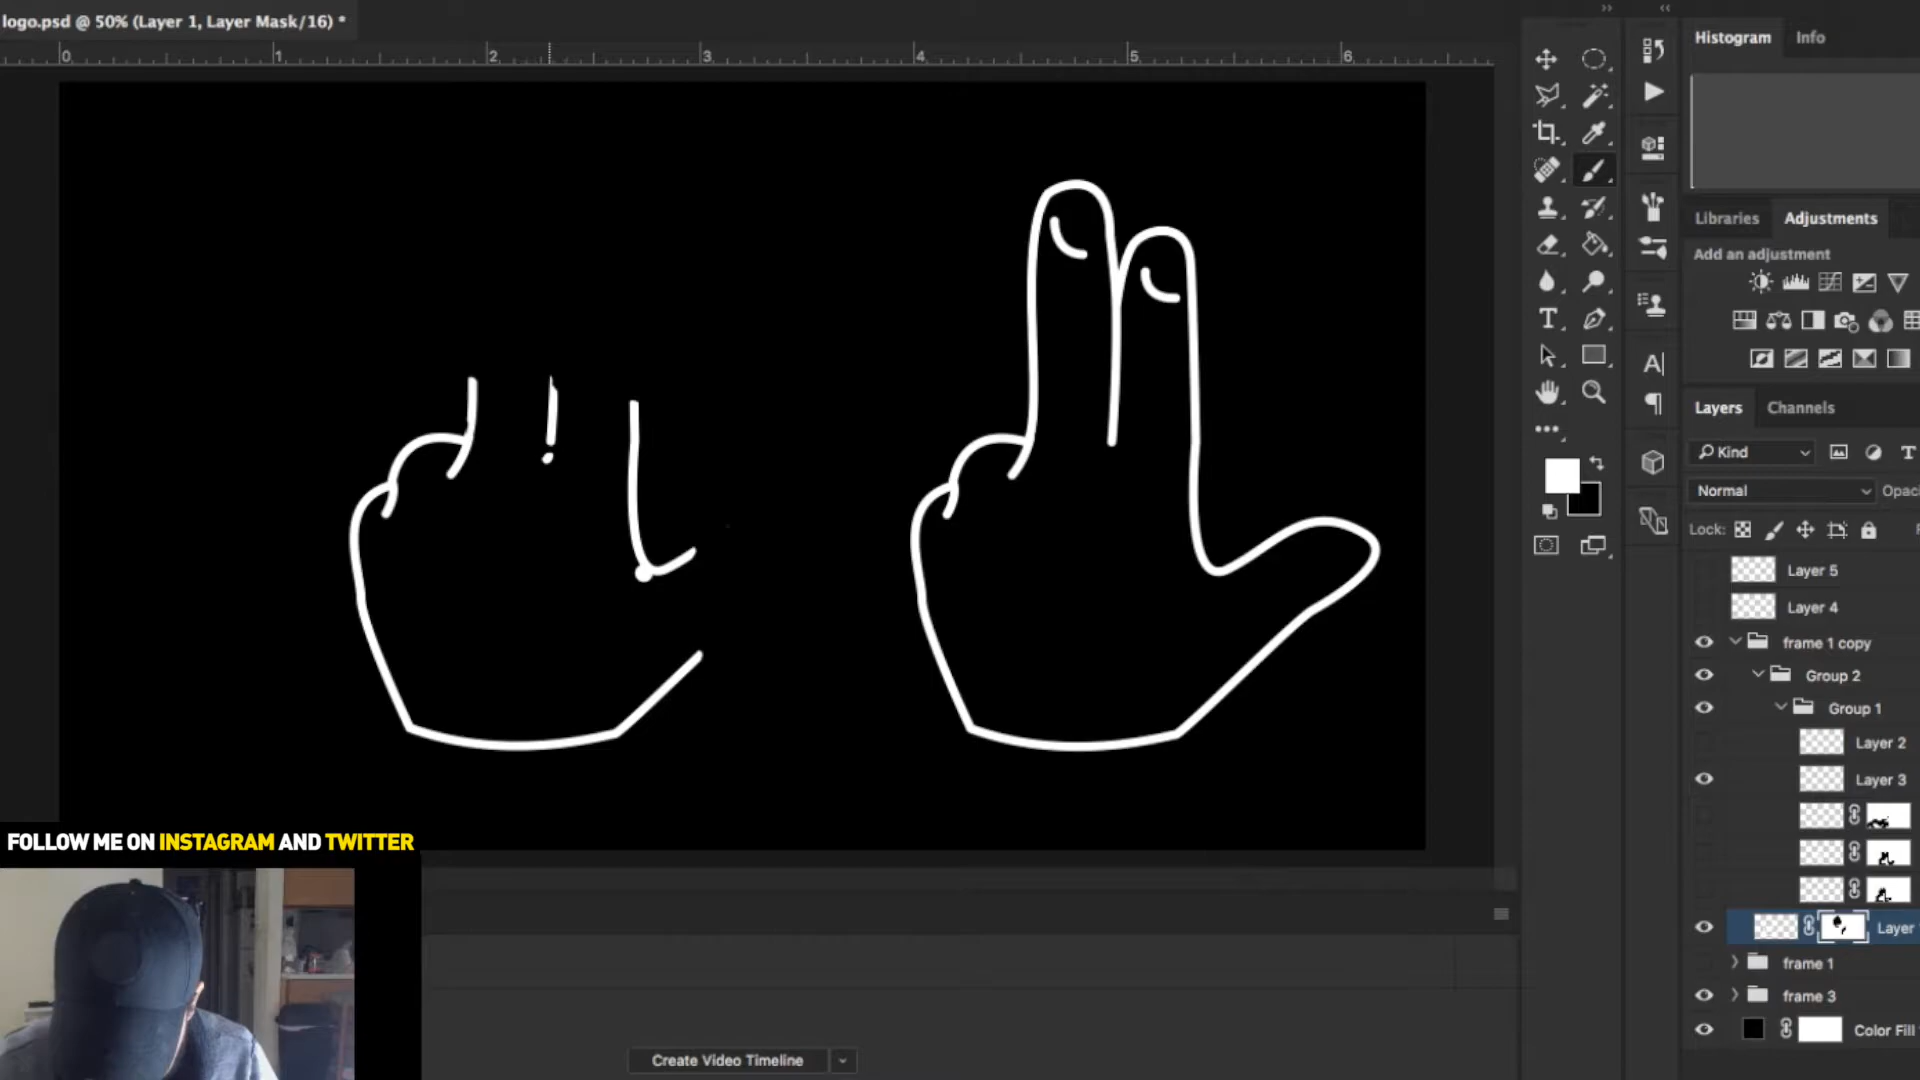 logo.psd @ 50% (Layer 1, Layer Mask/16) *
0 1 2 3 4 5 6
Histogram Info
Libraries Adjustments
Add an adjustment
Layers Channels
Kind
Normal Opac
Lock:
Layer 5
Layer 4
frame 1 copy
Group 2
Group 1
Layer 2
Layer 3
Layer
frame 1
frame 3
Color Fill
FOLLOW ME ON INSTAGRAM AND TWITTER
Create Video Timeline